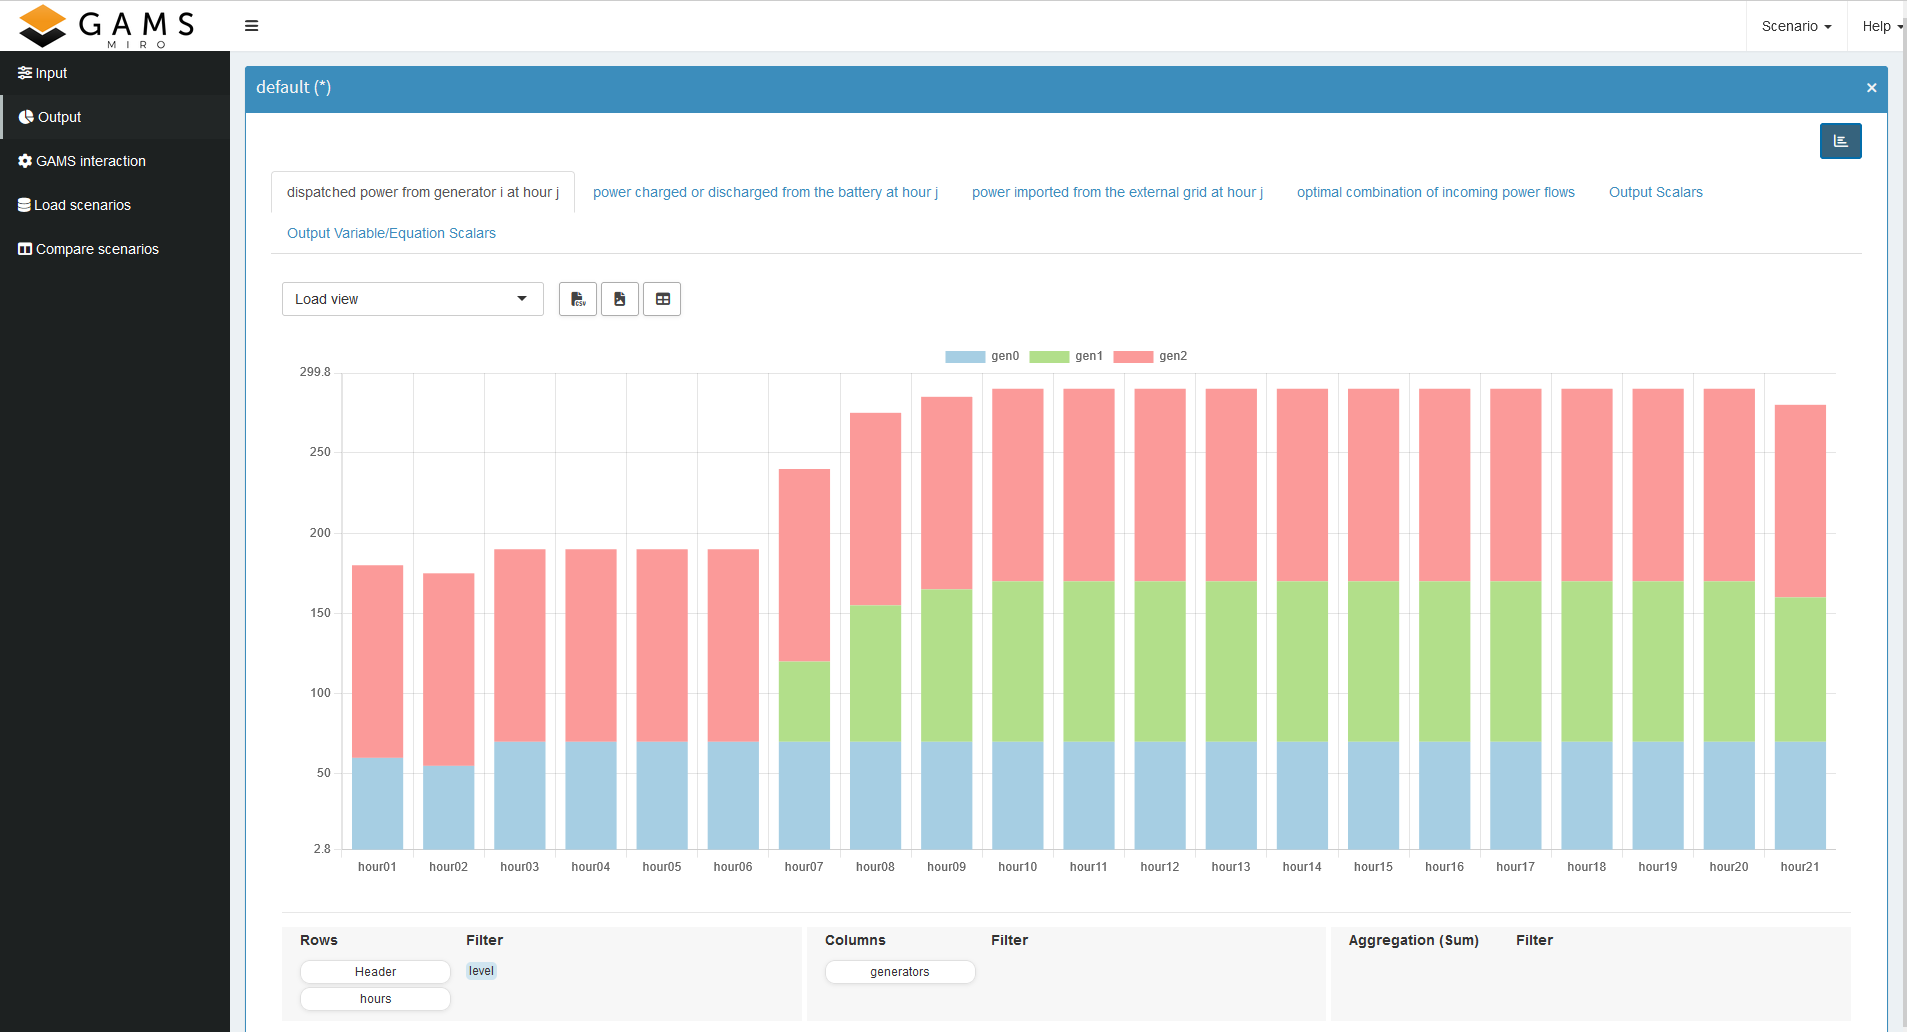 GAMS
MIRO
Scenario
Help
Input
Output
GAMS interaction
Load scenarios
Compare scenarios
default (*)
×
dispatched power from generator i at hour j
power charged or discharged from the battery at hour j
power imported from the external grid at hour j
optimal combination of incoming power flows
Output Scalars
Output Variable/Equation Scalars
Load view
CSV
gen0 gen1 gen2
299.8
250
200
150
100
50
2.8
hour01 hour02 hour03 hour04 hour05 hour06 hour07 hour08 hour09 hour10 hour11 hour12 hour13 hour14 hour15 hour16 hour17 hour18 hour19 hour20 hour21
Rows Filter
Header level
hours
Columns Filter
generators
Aggregation (Sum) Filter